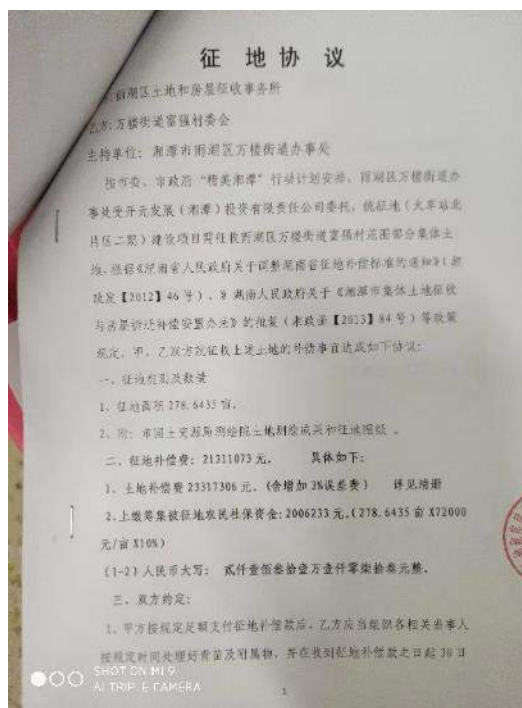 征 地 协 议
雨湖区土地和房屋征收事务所
乙方:万楼街道富强村委会
主持单位: 湘潭市雨湖区万楼街道办事处
按市委、市政府“精美湘潭”行动计划安排,雨湖区万楼街道办
事处受开元发展(湘潭)投资有限责任公司委托,统征地(火车站北
片区二期)建设项目需征收雨湖区万楼街道富强村范围部分集体土
地,根据《湖南省人民政府关于调整湖南省征地补偿标准的通知》(湘
政发【2012】46号)、》湖南人民政府关于《湘潭市集体土地征收
与房屋拆迁补偿安置办法》的批复(湘政函【2013】84号)等政策
规定,甲、乙双方就征收上述土地的补偿事宜达成如下协议:
一、征地类别及数量
1、征地面积278.6435亩。
2、附:市国土资源局测绘院土地测绘成果和征地图纸。
二、征地补偿费:21311073元。 具体如下:
1、土地补偿费23317306元。(含增加3%误差费) 详见清册
2.上缴筹集被征地农民社保资金:2006233元。(278.6435亩X72000
元/亩X10%)
(1-2)人民币大写: 贰仟壹佰叁拾壹万壹仟零柒拾叁元整。
三、双方约定:
1、甲方按规定足额支付征地补偿款后,乙方应当组织各相关当事人
按规定时间处理好青苗及附属物,并在收到征地补偿款之日起30日
1
SHOT ON MI 9
AI TRIPLE CAMERA